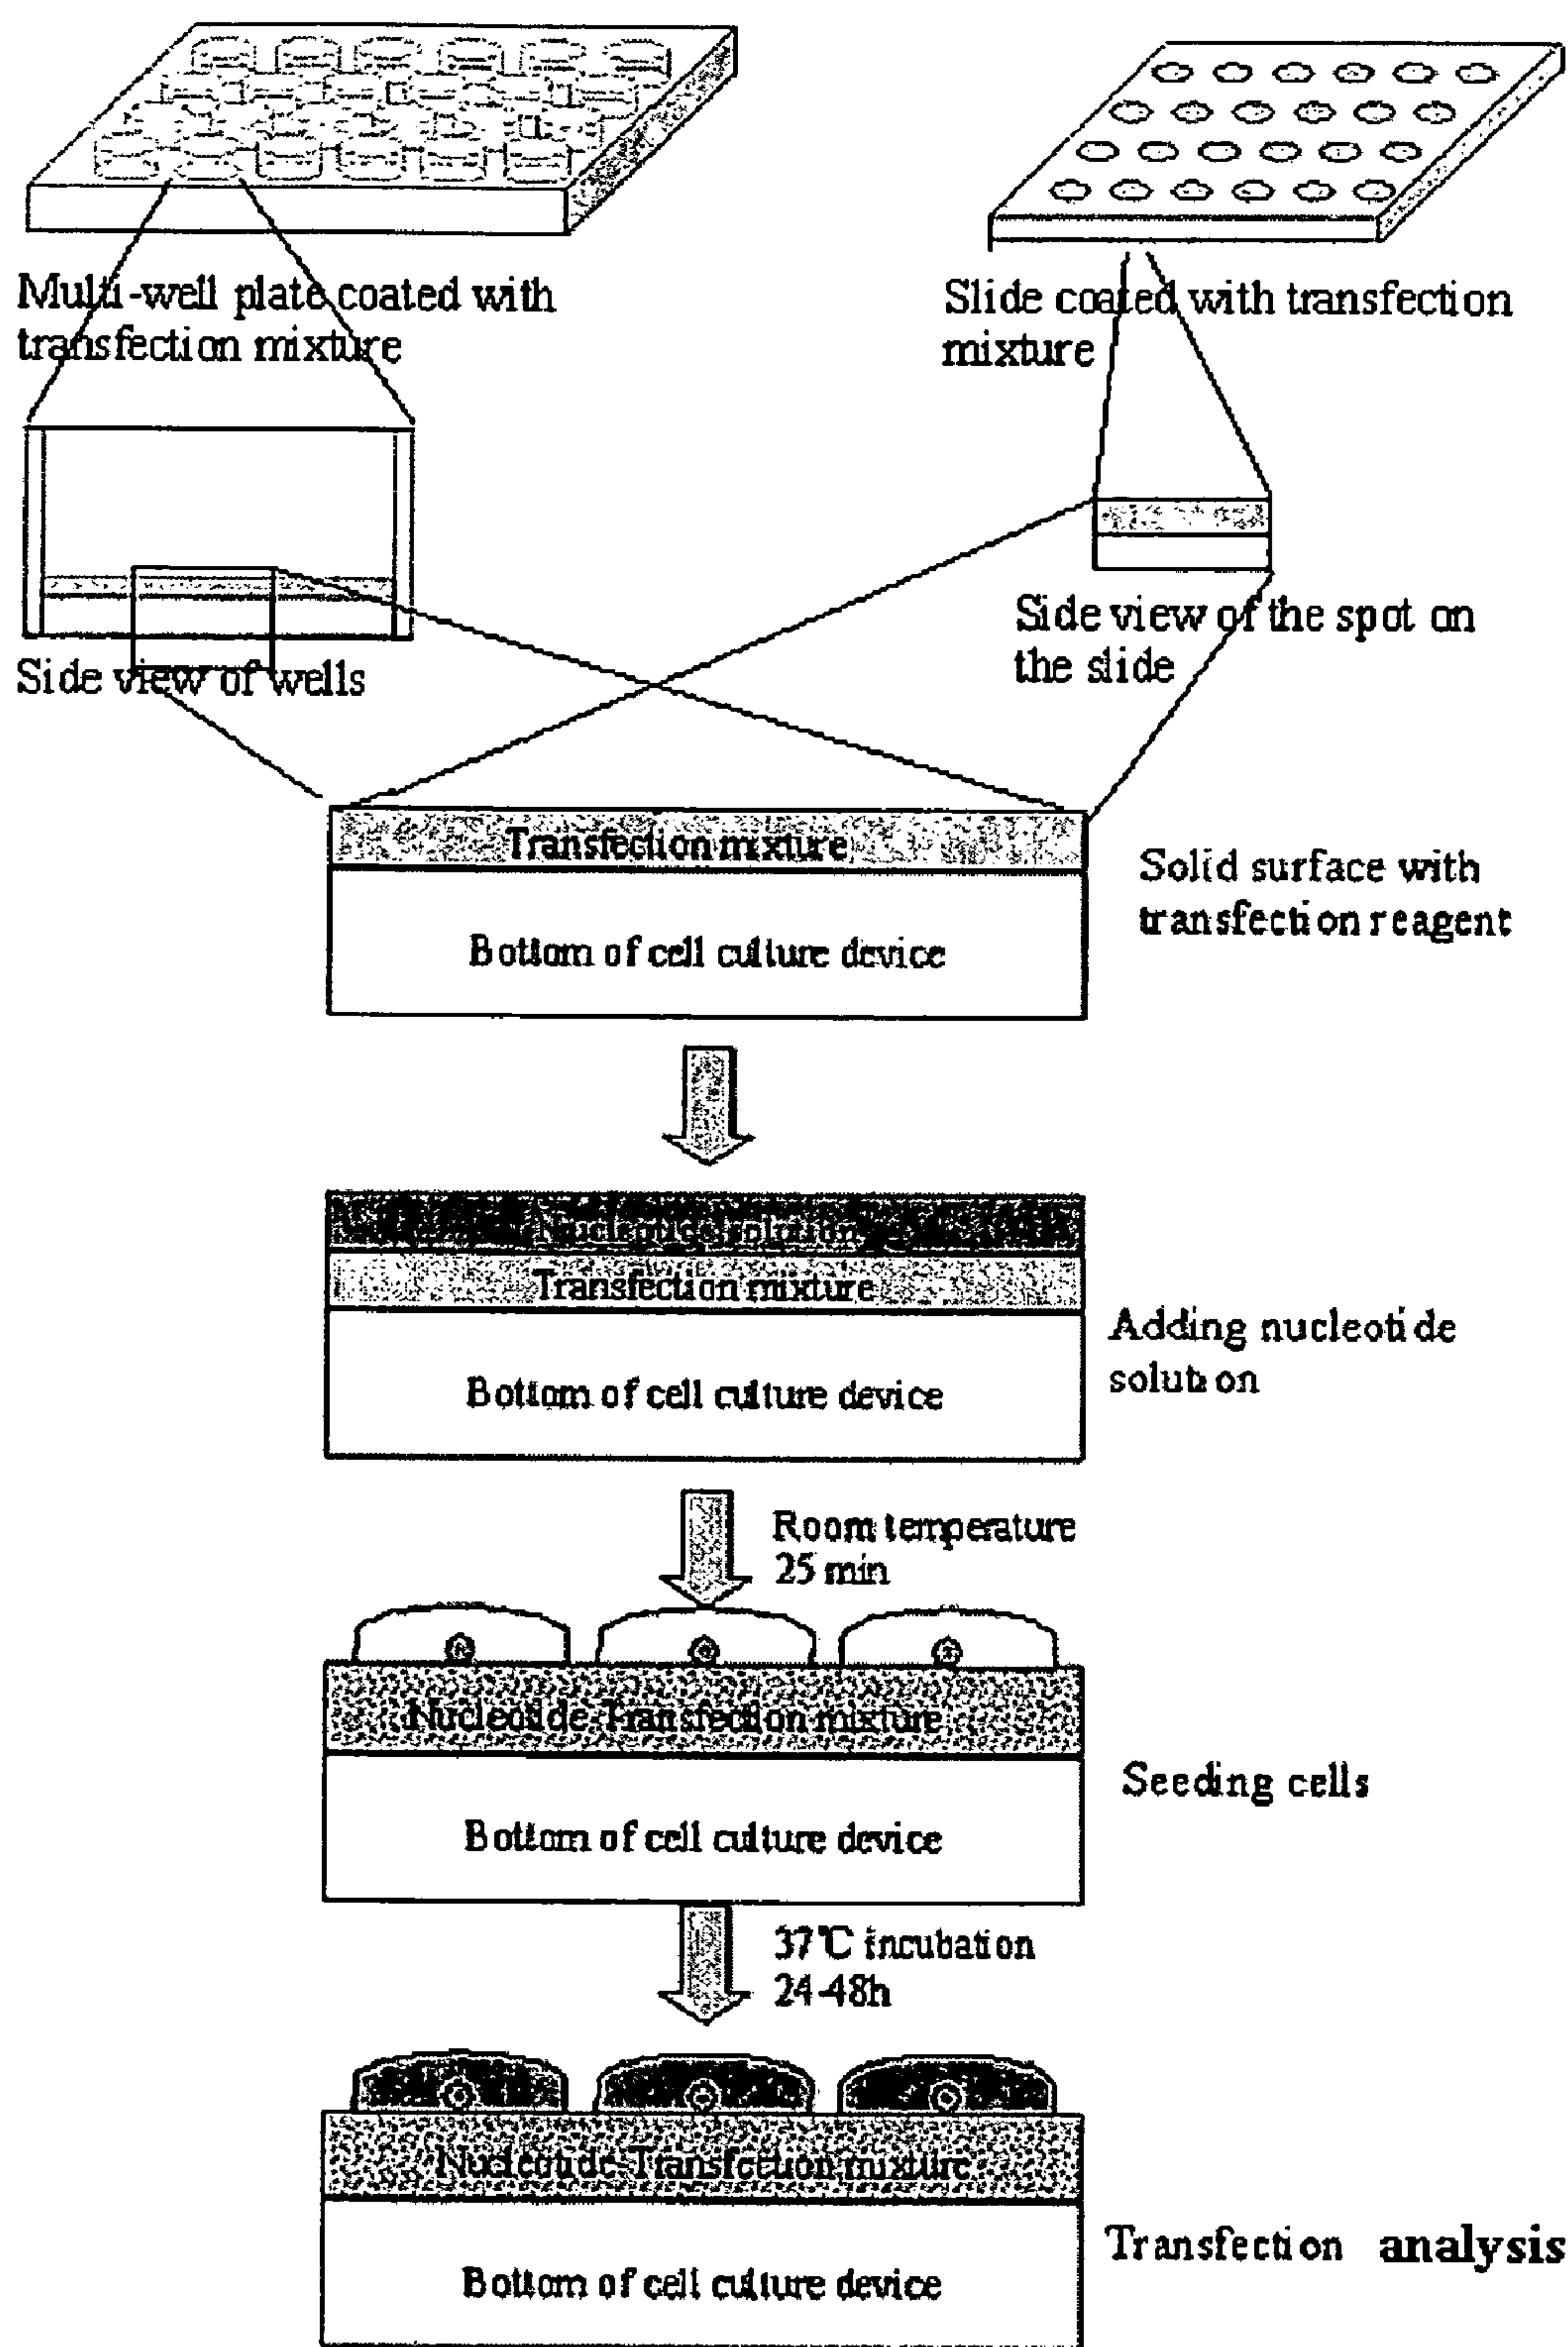 Multi-well plate coated with
transfection mixture
Slide coated with transfection
mixture
Side view of wells
Side view of the spot on
the slide
Transfection mixture
Bottom of cell culture device
Solid surface with
transfection reagent
Nucleotide solution
Transfection mixture
Bottom of cell culture device
Adding nucleotide
solution
Room temperature
25 min
Nucleotide-Transfection mixture
Bottom of cell culture device
Seeding cells
37℃ incubation
24-48h
Nucleotide-Transfection mixture
Bottom of cell culture device
Transfection analysis